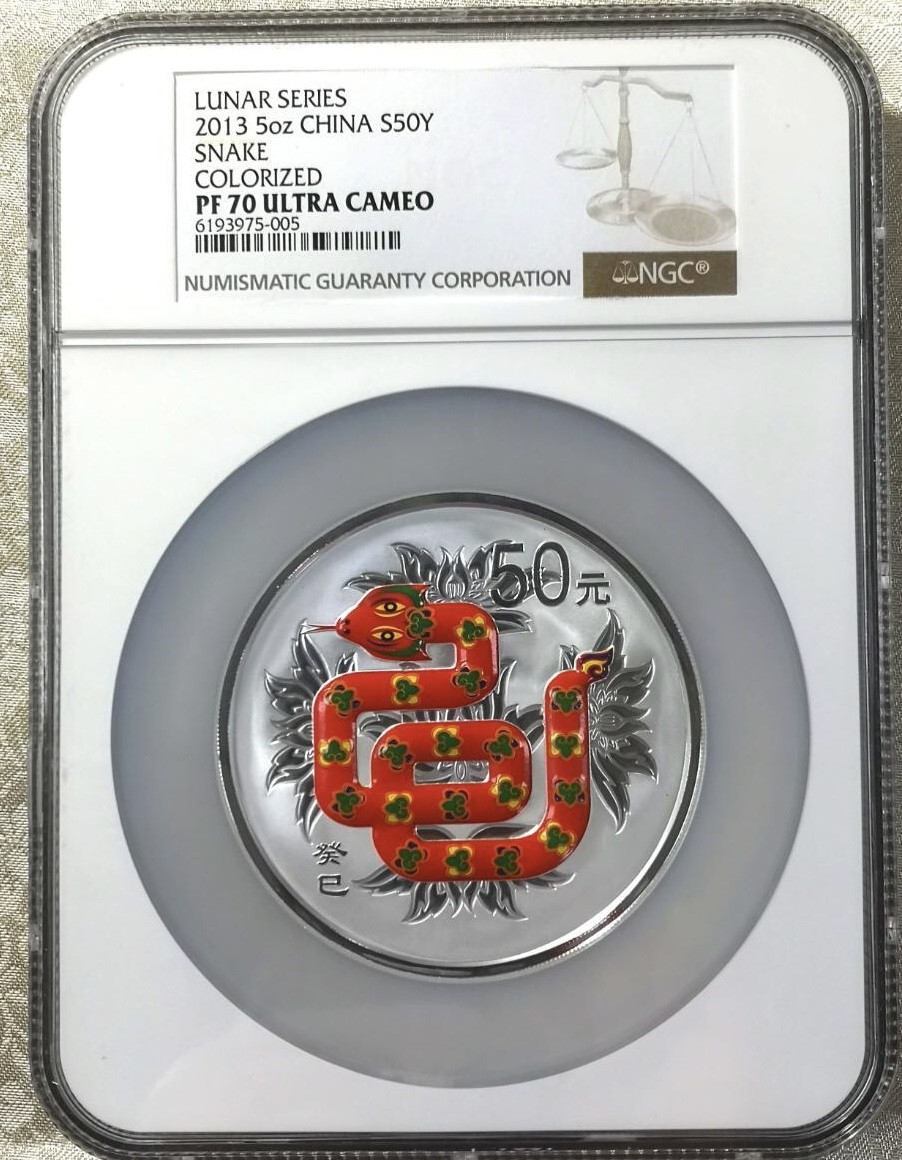 LUNAR SERIES
2013 5oz CHINA S50Y
SNAKE
COLORIZED
PF 70 ULTRA CAMEO
6193975-005
NUMISMATIC GUARANTY CORPORATION
NGC®
50元
癸
巳